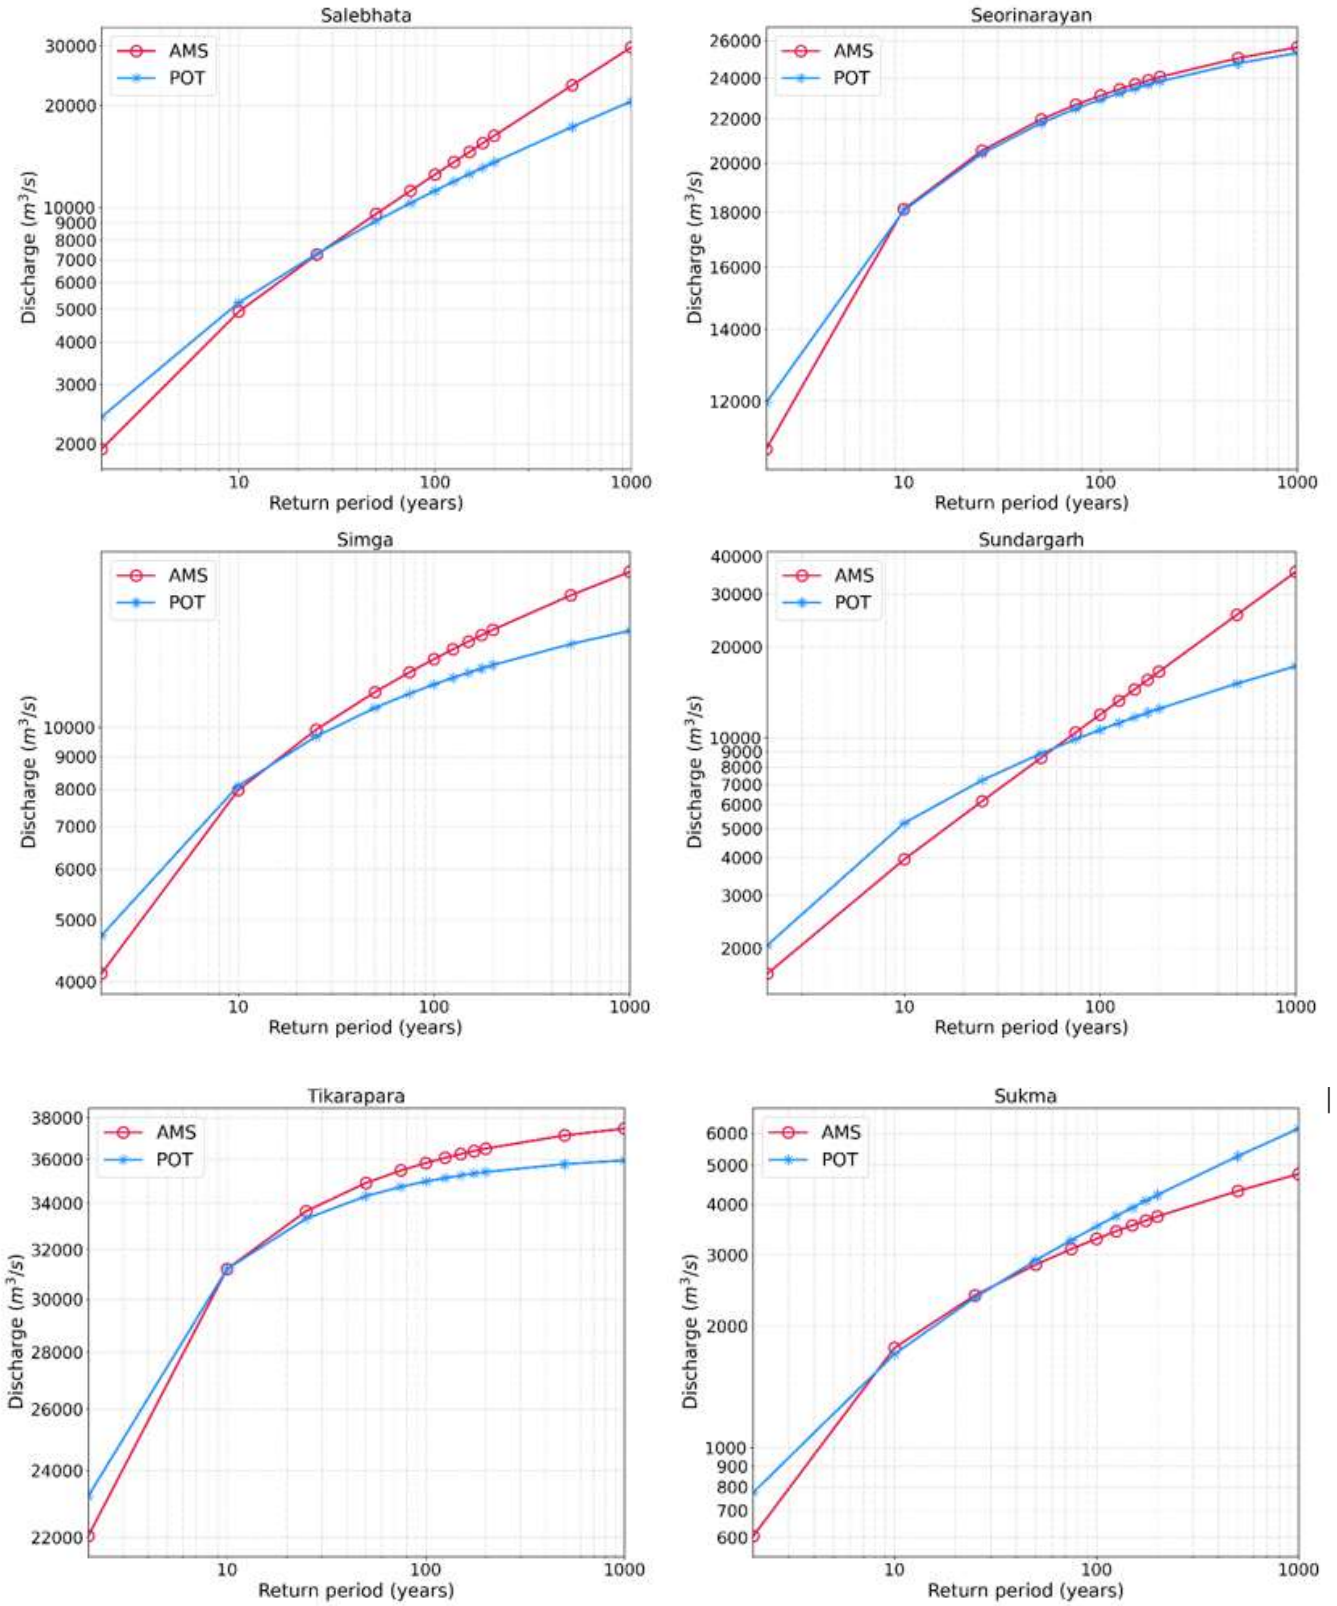 Salebhata
AMS
POT
30000
20000
10000
9000
8000
7000
6000
5000
4000
3000
2000
Discharge (m³/s)
10 100 1000
Return period (years)
Seorinarayan
AMS
POT
26000
24000
22000
20000
18000
16000
14000
12000
Discharge (m³/s)
10 100 1000
Return period (years)
Simga
AMS
POT
10000
9000
8000
7000
6000
5000
4000
Discharge (m³/s)
10 100 1000
Return period (years)
Sundargarh
AMS
POT
40000
30000
20000
10000
9000
8000
7000
6000
5000
4000
3000
2000
Discharge (m³/s)
10 100 1000
Return period (years)
Tikarapara
AMS
POT
38000
36000
34000
32000
30000
28000
26000
24000
22000
Discharge (m³/s)
10 100 1000
Return period (years)
Sukma
AMS
POT
6000
5000
4000
3000
2000
1000
900
800
700
600
Discharge (m³/s)
10 100 1000
Return period (years)